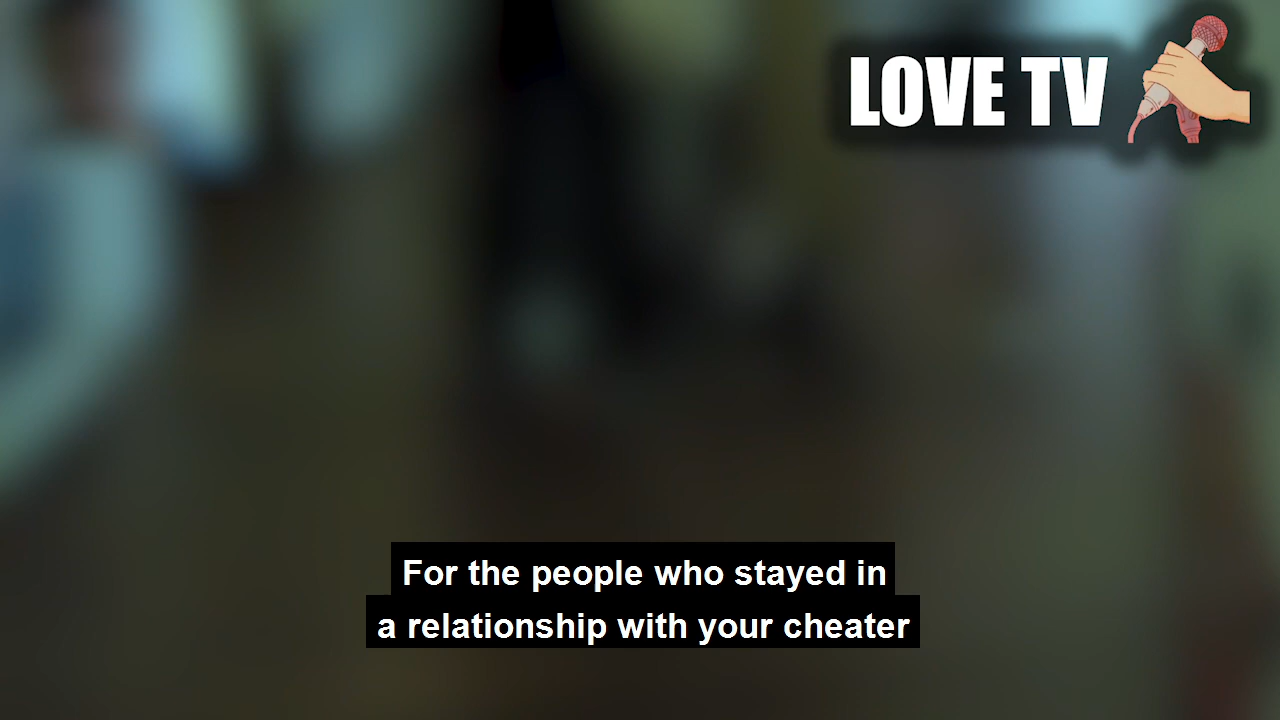 LOVE TV
For the people who stayed in
a relationship with your cheater